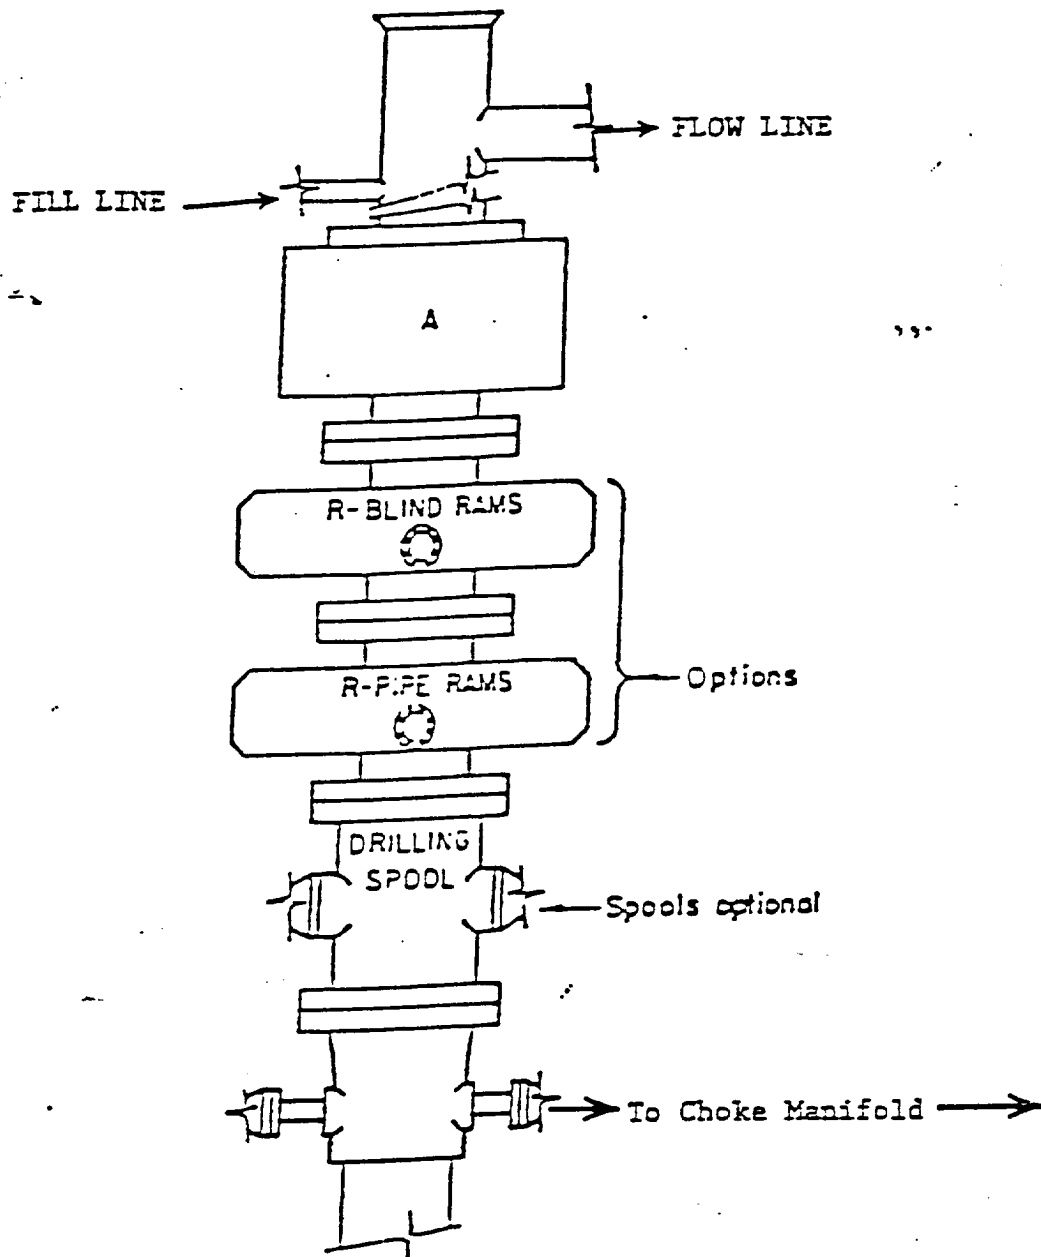 FLOW LINE
FILL LINE
A
R-BLIND RAMS
R-PIPE RAMS
Options
DRILLING
SPOOL
Spools optional
To Choke Manifold